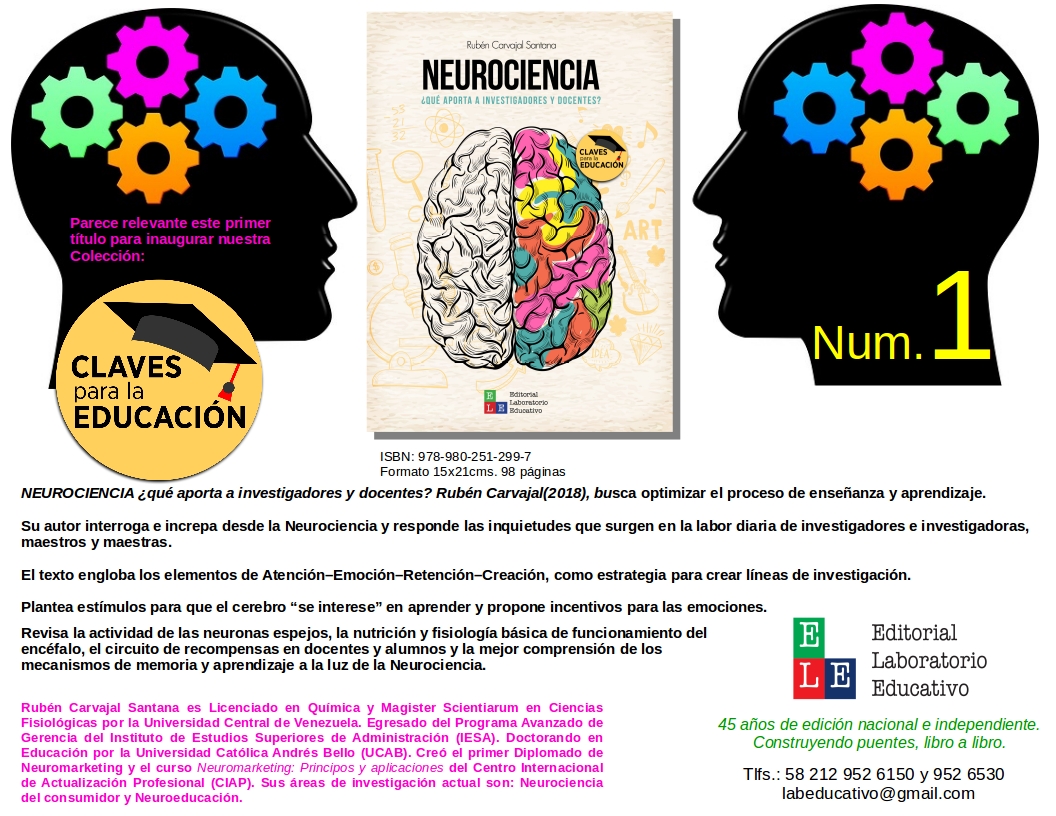 Parece relevante este primer
título para inaugurar nuestra
Colección:
CLAVES
para la
EDUCACIÓN
Rubén Carvajal Santana
NEUROCIENCIA
¿QUÉ APORTA A INVESTIGADORES Y DOCENTES?
CLAVES
para la
EDUCACIÓN
ART
IDEA
E
L E
Editorial
Laboratorio
Educativo
Num.1
ISBN: 978-980-251-299-7
Formato 15x21cms. 98 páginas
NEUROCIENCIA ¿qué aporta a investigadores y docentes? Rubén Carvajal(2018), busca optimizar el proceso de enseñanza y aprendizaje.
Su autor interroga e increpa desde la Neurociencia y responde las inquietudes que surgen en la labor diaria de investigadores e investigadoras,
maestros y maestras.
El texto engloba los elementos de Atención–Emoción–Retención–Creación, como estrategia para crear líneas de investigación.
Plantea estímulos para que el cerebro “se interese” en aprender y propone incentivos para las emociones.
Revisa la actividad de las neuronas espejos, la nutrición y fisiología básica de funcionamiento del
encéfalo, el circuito de recompensas en docentes y alumnos y la mejor comprensión de los
mecanismos de memoria y aprendizaje a la luz de la Neurociencia.
Rubén Carvajal Santana es Licenciado en Química y Magister Scientiarum en Ciencias
Fisiológicas por la Universidad Central de Venezuela. Egresado del Programa Avanzado de
Gerencia del Instituto de Estudios Superiores de Administración (IESA). Doctorando en
Educación por la Universidad Católica Andrés Bello (UCAB). Creó el primer Diplomado de
Neuromarketing y el curso Neuromarketing: Principos y aplicaciones del Centro Internacional
de Actualización Profesional (CIAP). Sus áreas de investigación actual son: Neurociencia
del consumidor y Neuroeducación.
E
L E
Editorial
Laboratorio
Educativo
45 años de edición nacional e independiente.
Construyendo puentes, libro a libro.
Tlfs.: 58 212 952 6150 y 952 6530
labeducativo@gmail.com